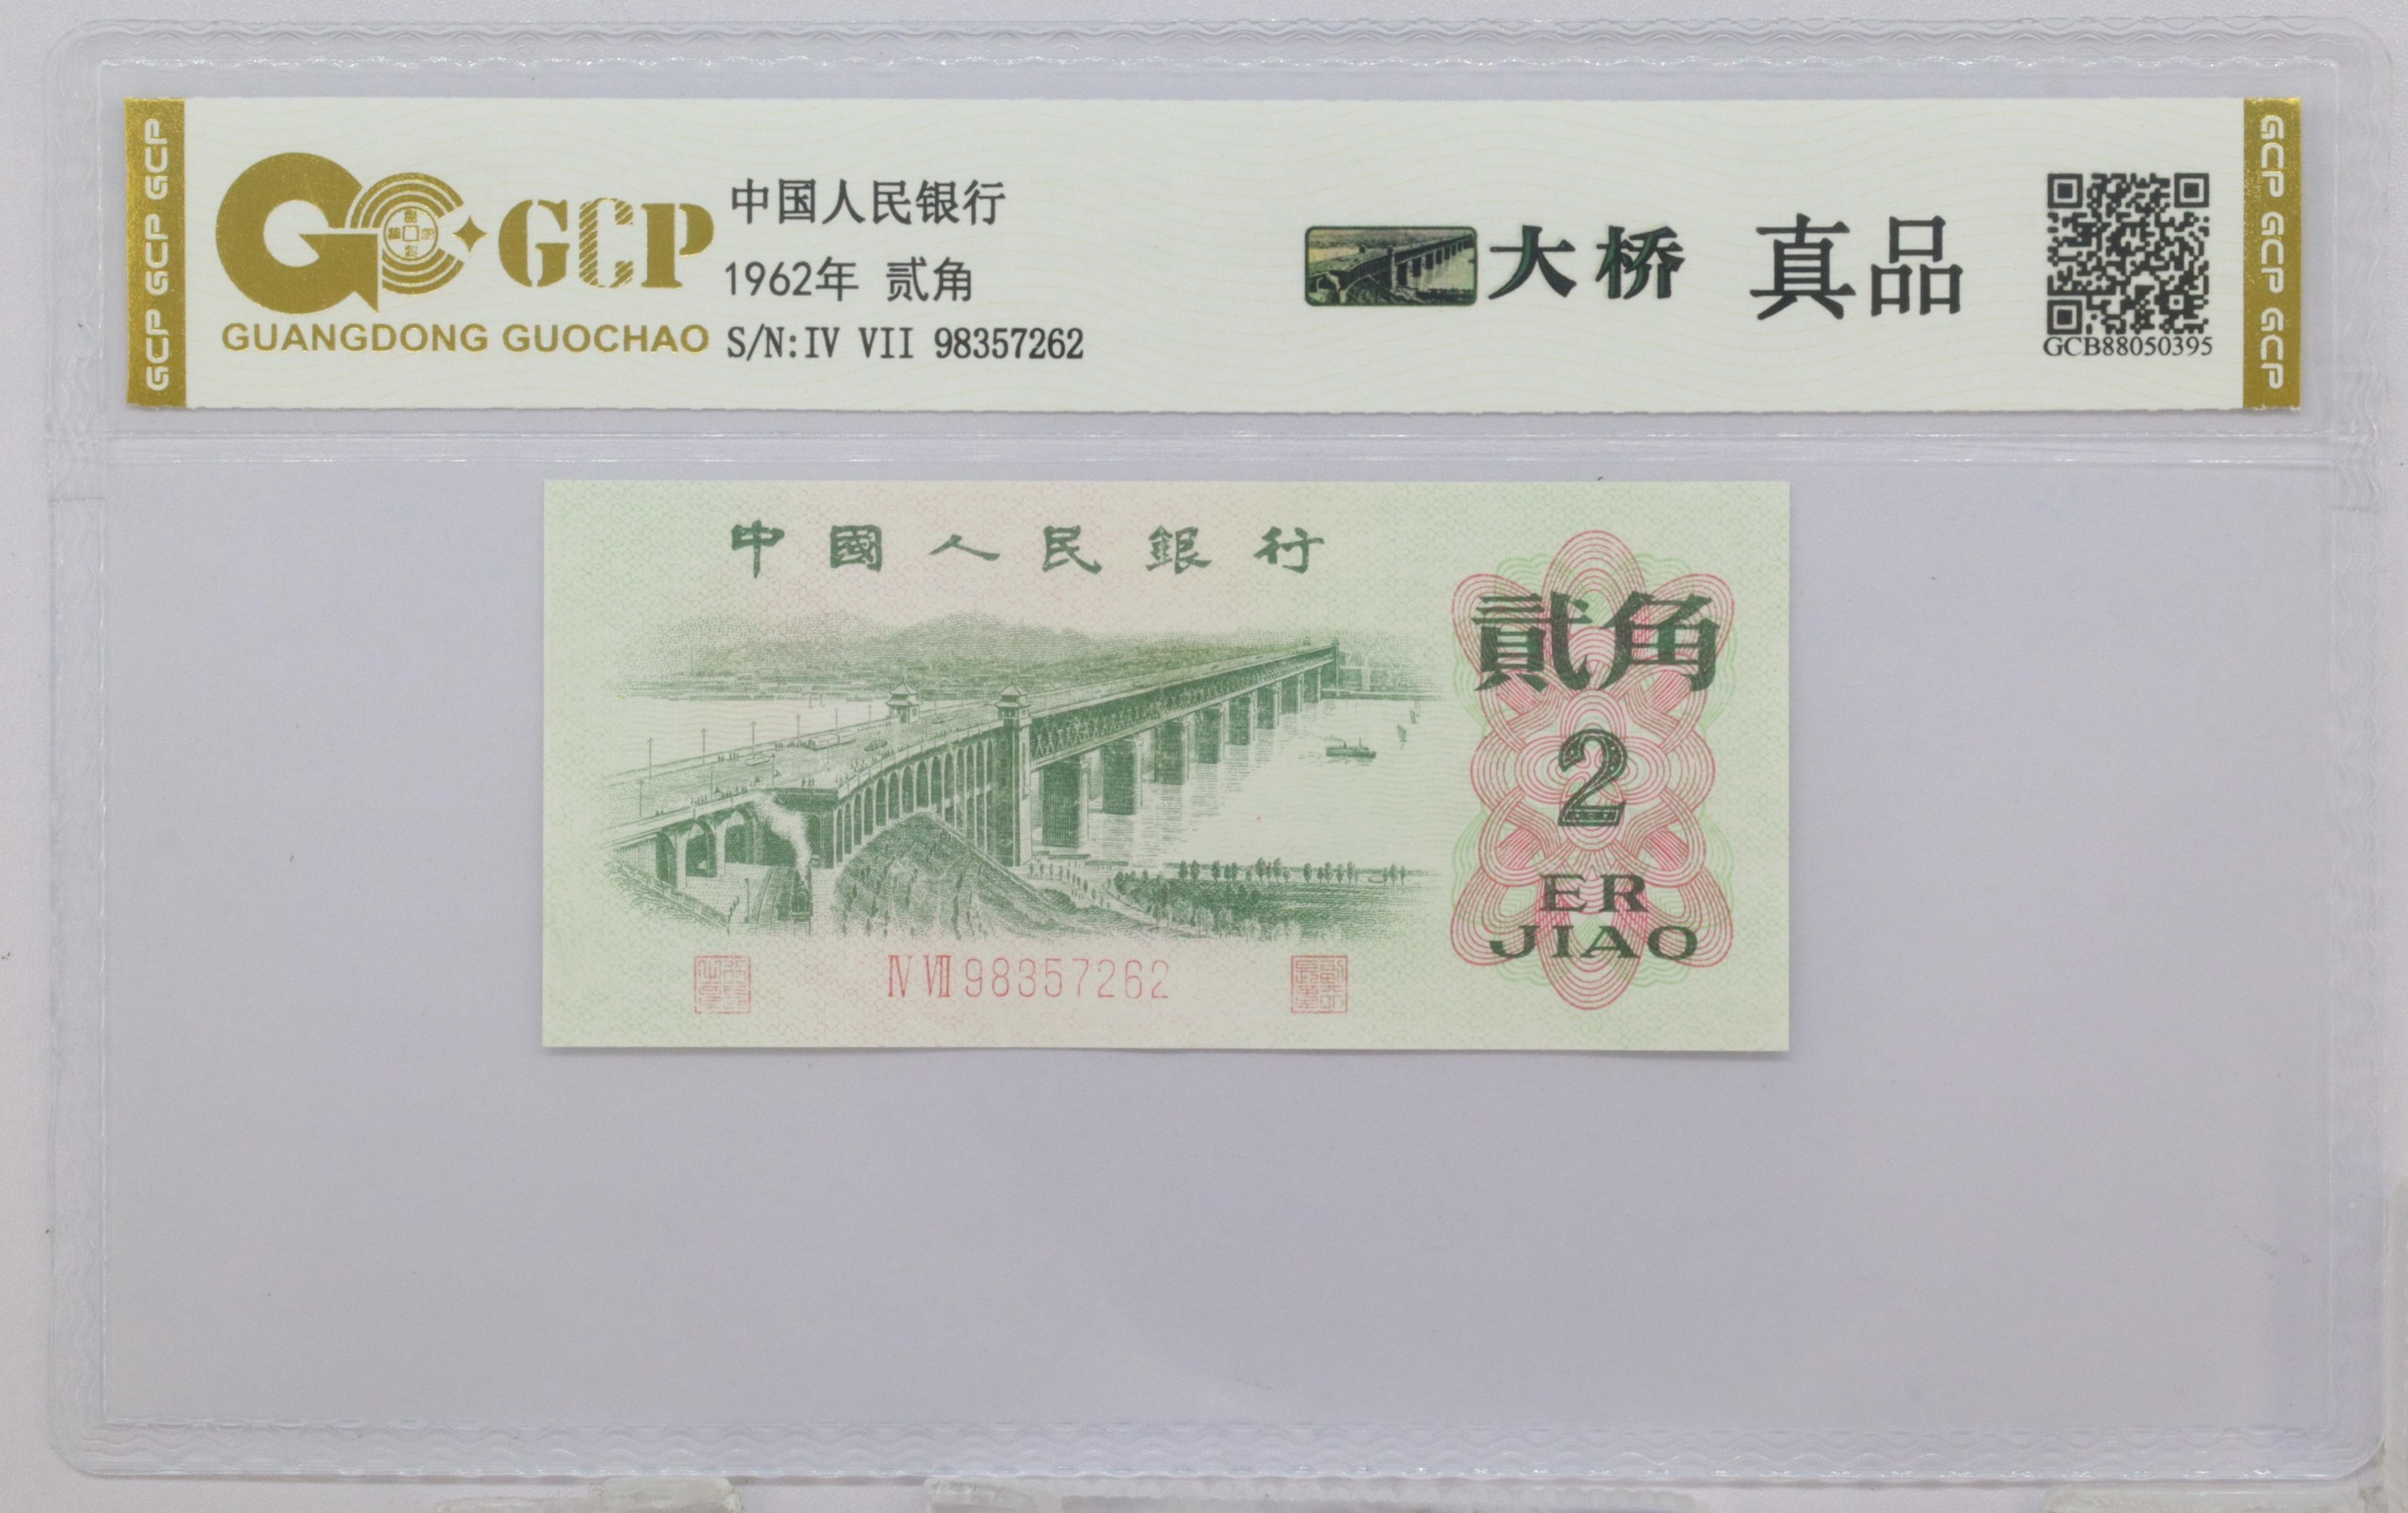 GCP GCP GCP
GCP
GUANGDONG GUOCHAO
中国人民银行
1962年 贰角
S/N:IV VII 98357262
大桥 真品
GCB88050395
GCP GCP GCP
中國人民銀行
貳角
2
ER
JIAO
IV VII 98357262